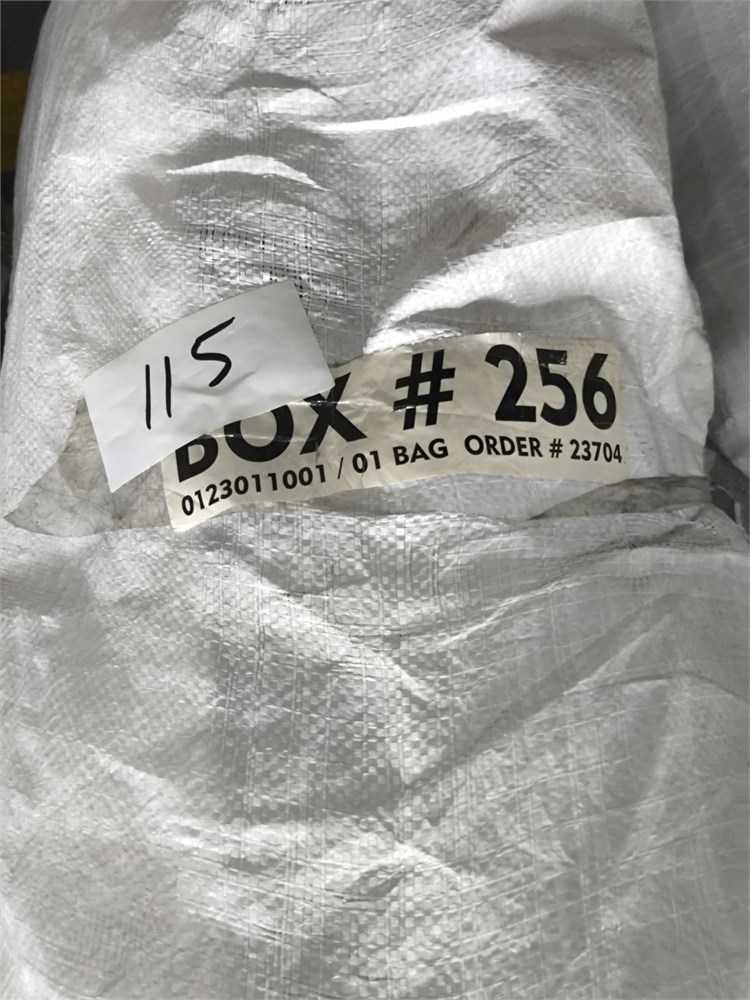 115
BOX # 256
0123011001 / 01 BAG ORDER # 23704